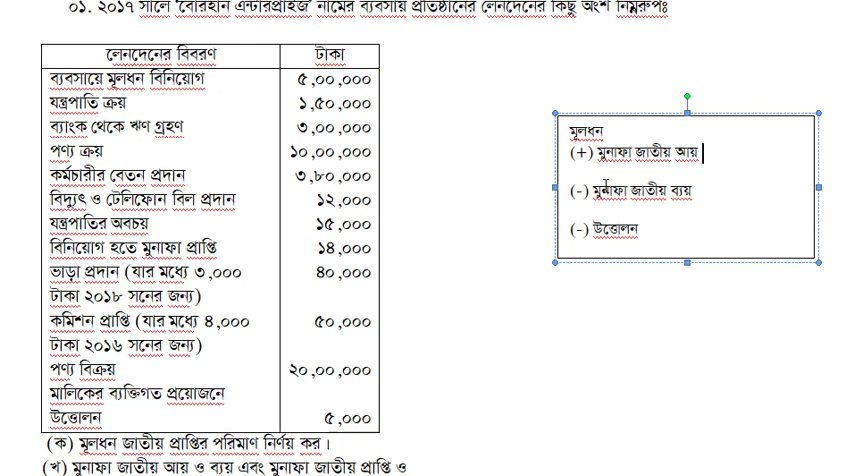 ০১. ২০১৭ সালে 'বোরহান এন্টারপ্রাইজ' নামের ব্যবসায় প্রতিষ্ঠানের লেনদেনের কিছু অংশ নিম্নরুপঃ
লেনদেনের বিবরণ টাকা
ব্যবসায়ে মূলধন বিনিয়োগ ৫,০০,০০০
যন্ত্রপাতি ক্রয় ১,৫০,০০০
ব্যাংক থেকে ঋণ গ্রহণ ৩,০০,০০০
পণ্য ক্রয় ১০,০০,০০০
কর্মচারীর বেতন প্রদান ৩,৮০,০০০
বিদ্যুৎ ও টেলিফোন বিল প্রদান ১২,০০০
যন্ত্রপাতির অবচয় ১৫,০০০
বিনিয়োগ হতে মুনাফা প্রাপ্তি ১৪,০০০
ভাড়া প্রদান (যার মধ্যে ৩,০০০ ৪০,০০০
টাকা ২০১৮ সনের জন্য)
কমিশন প্রাপ্তি (যার মধ্যে ৪,০০০ ৫০,০০০
টাকা ২০১৬ সনের জন্য)
পণ্য বিক্রয় ২০,০০,০০০
মালিকের ব্যক্তিগত প্রয়োজনে
উত্তোলন ৫,০০০
(ক) মূলধন জাতীয় প্রাপ্তির পরিমাণ নির্ণয় কর।
(খ) মুনাফা জাতীয় আয় ও ব্যয় এবং মুনাফা জাতীয় প্রাপ্তি ও
মূলধন
(+) মুনাফা জাতীয় আয়
(-) মুনাফা জাতীয় ব্যয়
(-) উত্তোলন